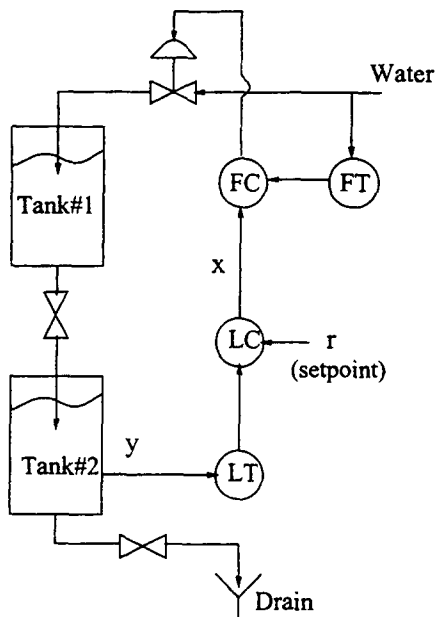 Water
FC
FT
Tank#1
x
LC
r
(setpoint)
Tank#2
y
LT
Drain